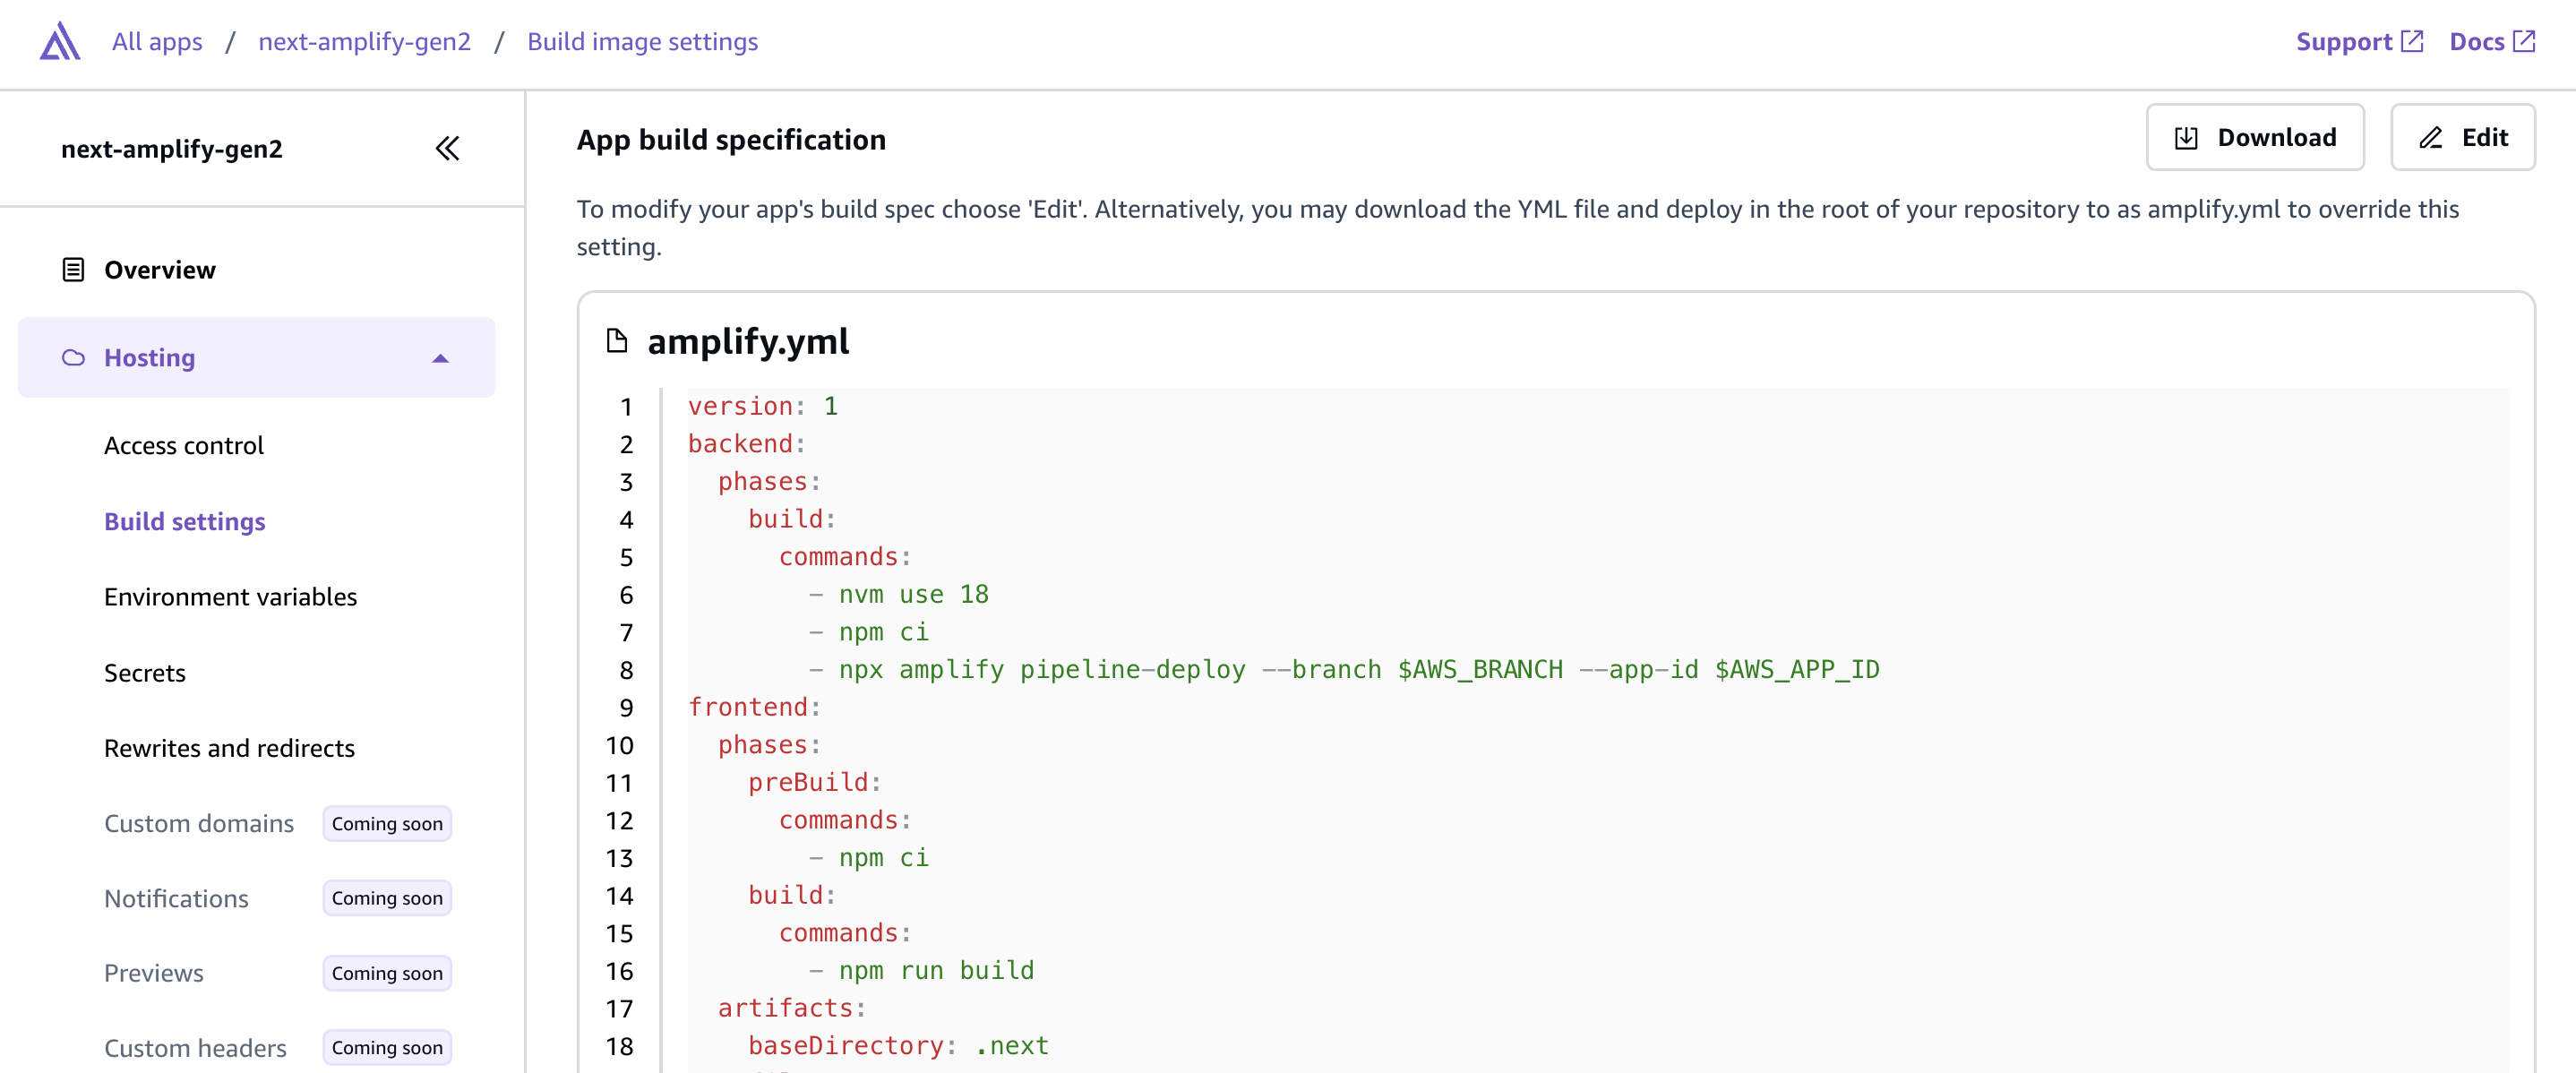 All apps / next-amplify-gen2 / Build image settings
Support Docs
next-amplify-gen2
Overview
Hosting
Access control
Build settings
Environment variables
Secrets
Rewrites and redirects
Custom domains Coming soon
Notifications Coming soon
Previews Coming soon
Custom headers Coming soon
App build specification
Download Edit
To modify your app's build spec choose 'Edit'. Alternatively, you may download the YML file and deploy in the root of your repository to as amplify.yml to override this
setting.
amplify.yml
1 version: 1
2 backend:
3 phases:
4 build:
5 commands:
6 - nvm use 18
7 - npm ci
8 - npx amplify pipeline-deploy --branch $AWS_BRANCH --app-id $AWS_APP_ID
9 frontend:
10 phases:
11 preBuild:
12 commands:
13 - npm ci
14 build:
15 commands:
16 - npm run build
17 artifacts:
18 baseDirectory: .next